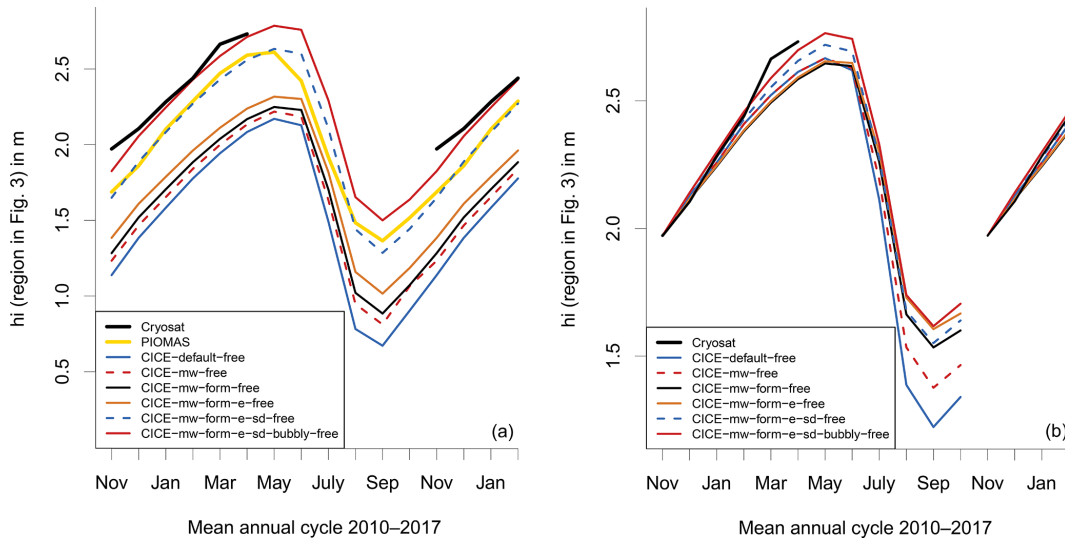 hi (region in Fig. 3) in m
2.5
2.0
1.5
1.0
0.5
Cryosat
PIOMAS
CICE−default−free
CICE−mw−free
CICE−mw−form−free
CICE−mw−form−e−free
CICE−mw−form−e−sd−free
CICE−mw−form−e−sd−bubbly−free
(a)
Nov Jan Mar May July Sep Nov Jan
Mean annual cycle 2010−2017
hi (region in Fig. 3) in m
2.5
2.0
1.5
Cryosat
CICE−default−free
CICE−mw−free
CICE−mw−form−free
CICE−mw−form−e−free
CICE−mw−form−e−sd−free
CICE−mw−form−e−sd−bubbly−free
(b)
Nov Jan Mar May July Sep Nov Jan
Mean annual cycle 2010−2017